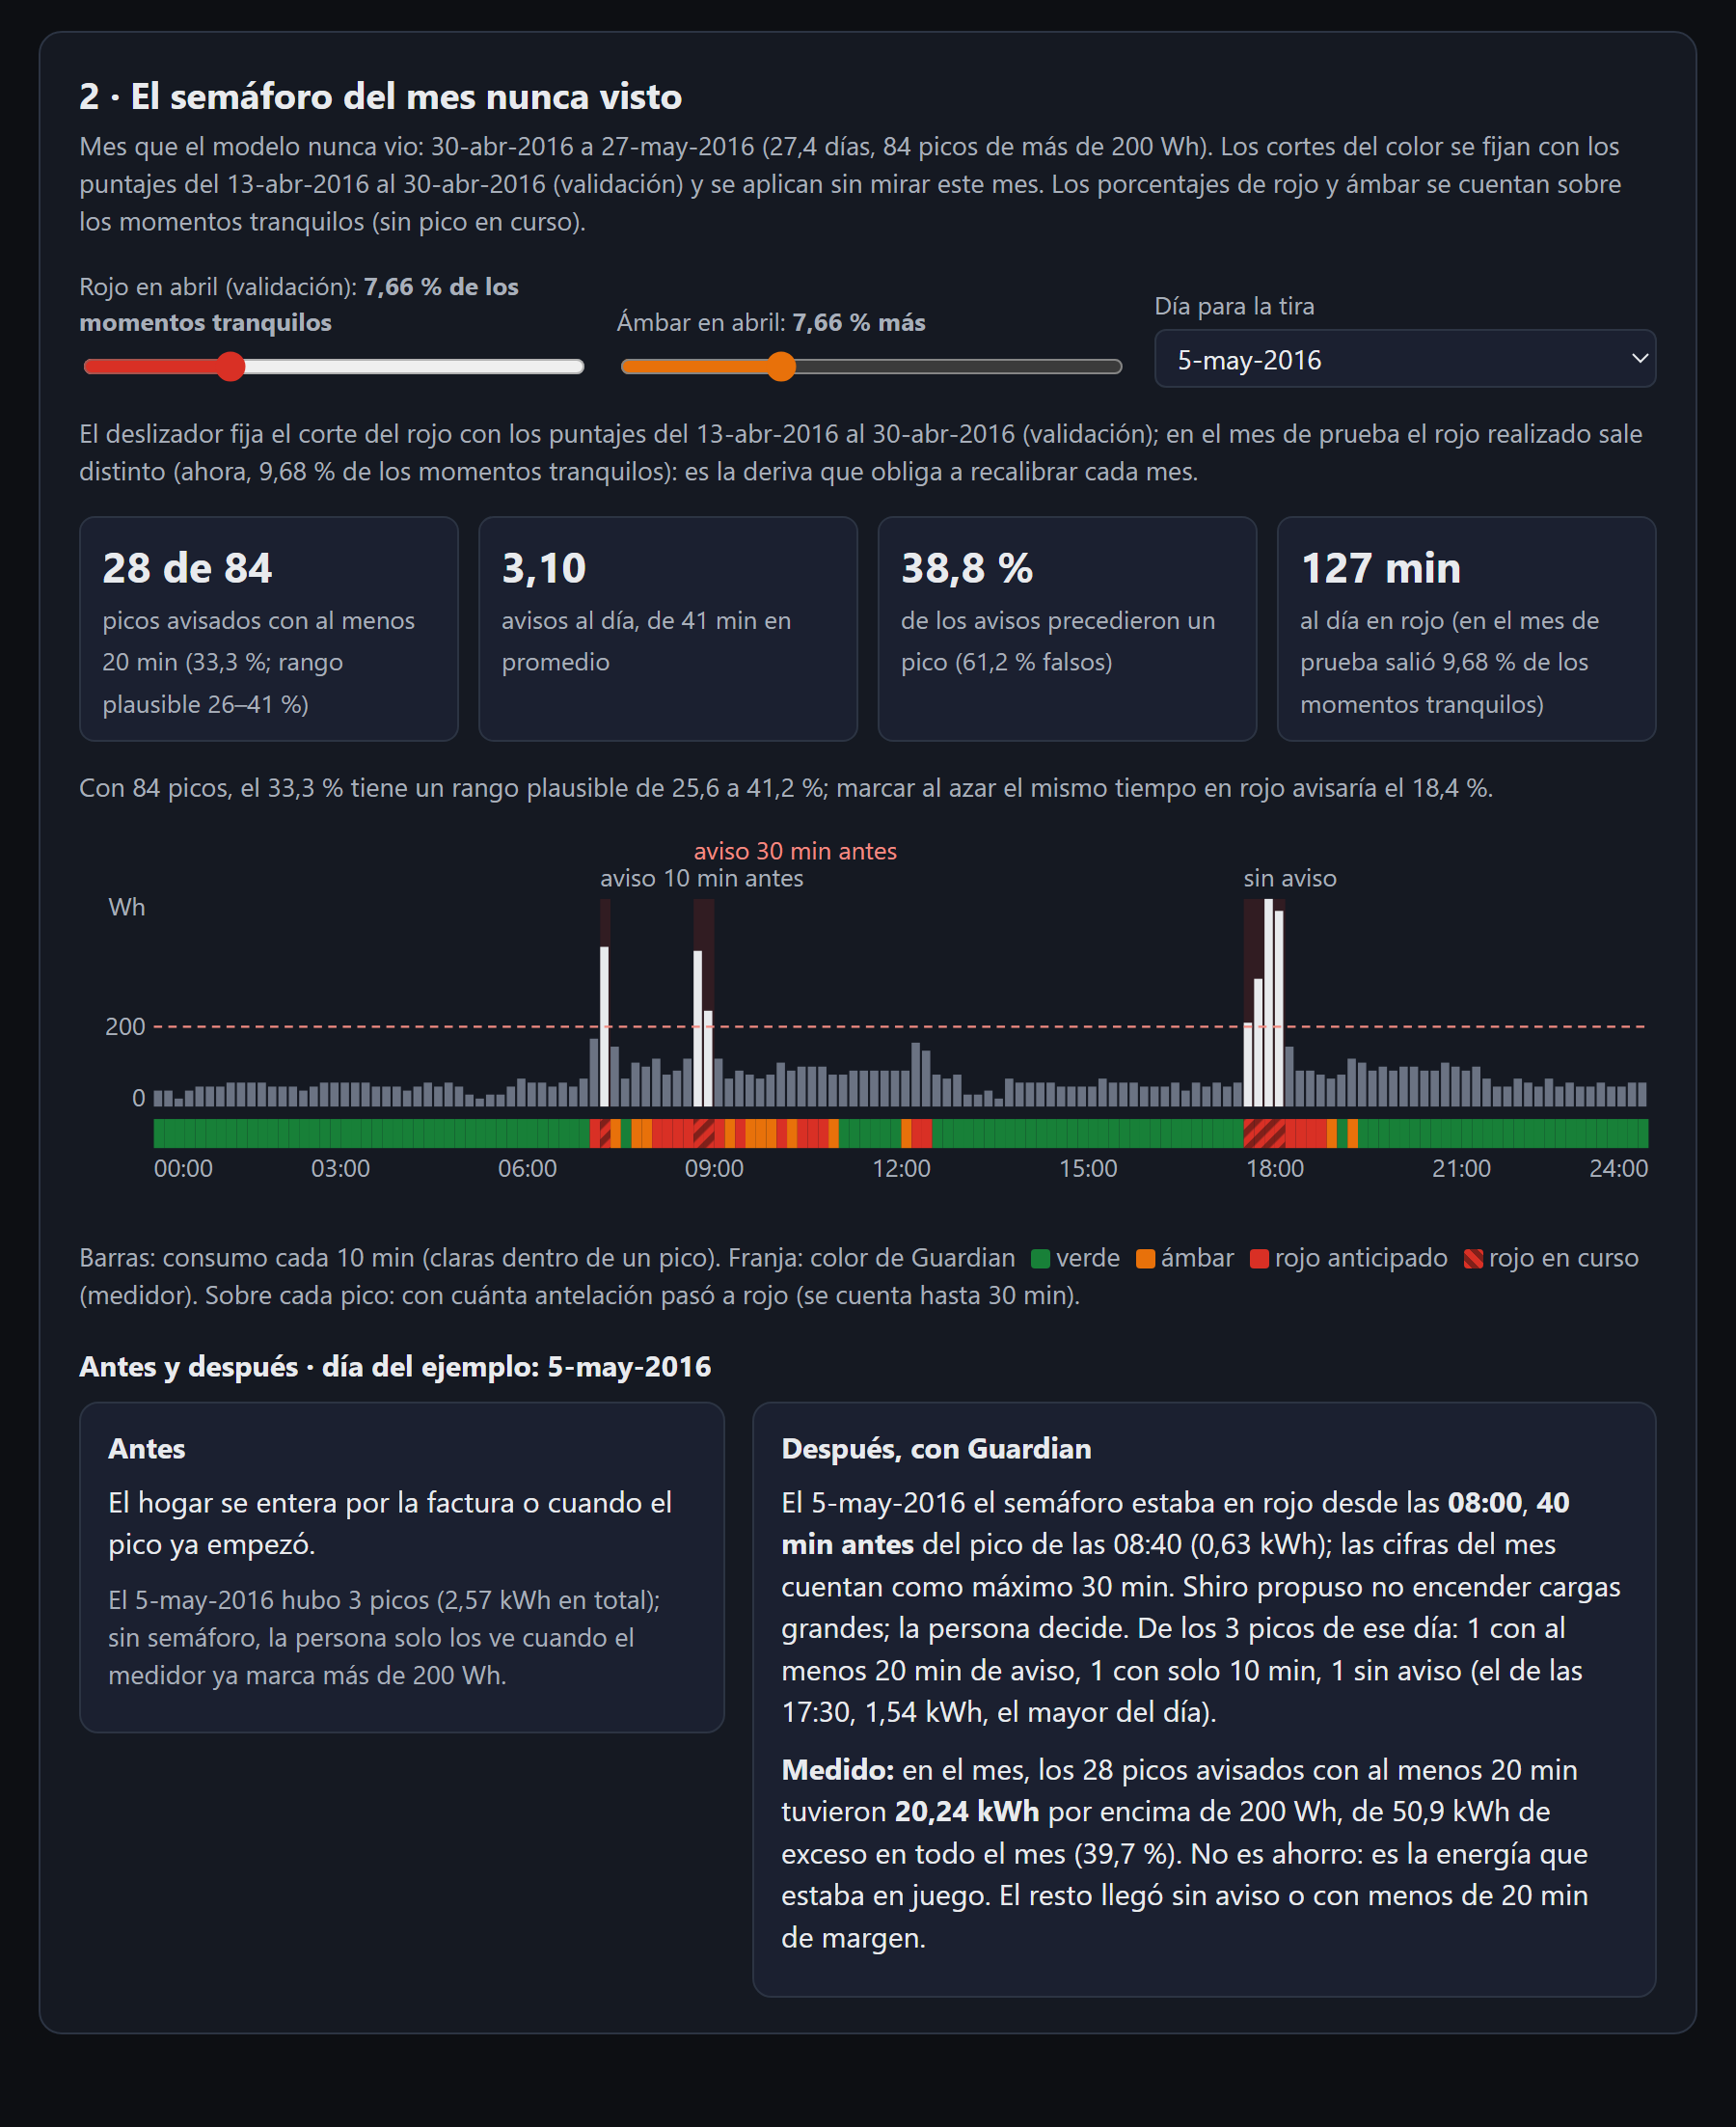 2 · El semáforo del mes nunca visto
Mes que el modelo nunca vio: 30-abr-2016 a 27-may-2016 (27,4 días, 84 picos de más de 200 Wh). Los cortes del color se fijan con los
puntajes del 13-abr-2016 al 30-abr-2016 (validación) y se aplican sin mirar este mes. Los porcentajes de rojo y ámbar se cuentan sobre
los momentos tranquilos (sin pico en curso).
Rojo en abril (validación): 7,66 % de los
momentos tranquilos
Ámbar en abril: 7,66 % más
Día para la tira
5-may-2016
El deslizador fija el corte del rojo con los puntajes del 13-abr-2016 al 30-abr-2016 (validación); en el mes de prueba el rojo realizado sale
distinto (ahora, 9,68 % de los momentos tranquilos): es la deriva que obliga a recalibrar cada mes.
28 de 84
picos avisados con al menos
20 min (33,3 %; rango
plausible 26–41 %)
3,10
avisos al día, de 41 min en
promedio
38,8 %
de los avisos precedieron un
pico (61,2 % falsos)
127 min
al día en rojo (en el mes de
prueba salió 9,68 % de los
momentos tranquilos)
Con 84 picos, el 33,3 % tiene un rango plausible de 25,6 a 41,2 %; marcar al azar el mismo tiempo en rojo avisaría el 18,4 %.
aviso 30 min antes
aviso 10 min antes
sin aviso
Wh
200
0
00:00
03:00
06:00
09:00
12:00
15:00
18:00
21:00
24:00
Barras: consumo cada 10 min (claras dentro de un pico). Franja: color de Guardian verde ámbar rojo anticipado rojo en curso
(medidor). Sobre cada pico: con cuánta antelación pasó a rojo (se cuenta hasta 30 min).
Antes y después · día del ejemplo: 5-may-2016
Antes
El hogar se entera por la factura o cuando el
pico ya empezó.
El 5-may-2016 hubo 3 picos (2,57 kWh en total);
sin semáforo, la persona solo los ve cuando el
medidor ya marca más de 200 Wh.
Después, con Guardian
El 5-may-2016 el semáforo estaba en rojo desde las 08:00, 40
min antes del pico de las 08:40 (0,63 kWh); las cifras del mes
cuentan como máximo 30 min. Shiro propuso no encender cargas
grandes; la persona decide. De los 3 picos de ese día: 1 con al
menos 20 min de aviso, 1 con solo 10 min, 1 sin aviso (el de las
17:30, 1,54 kWh, el mayor del día).
Medido: en el mes, los 28 picos avisados con al menos 20 min
tuvieron 20,24 kWh por encima de 200 Wh, de 50,9 kWh de
exceso en todo el mes (39,7 %). No es ahorro: es la energía que
estaba en juego. El resto llegó sin aviso o con menos de 20 min
de margen.